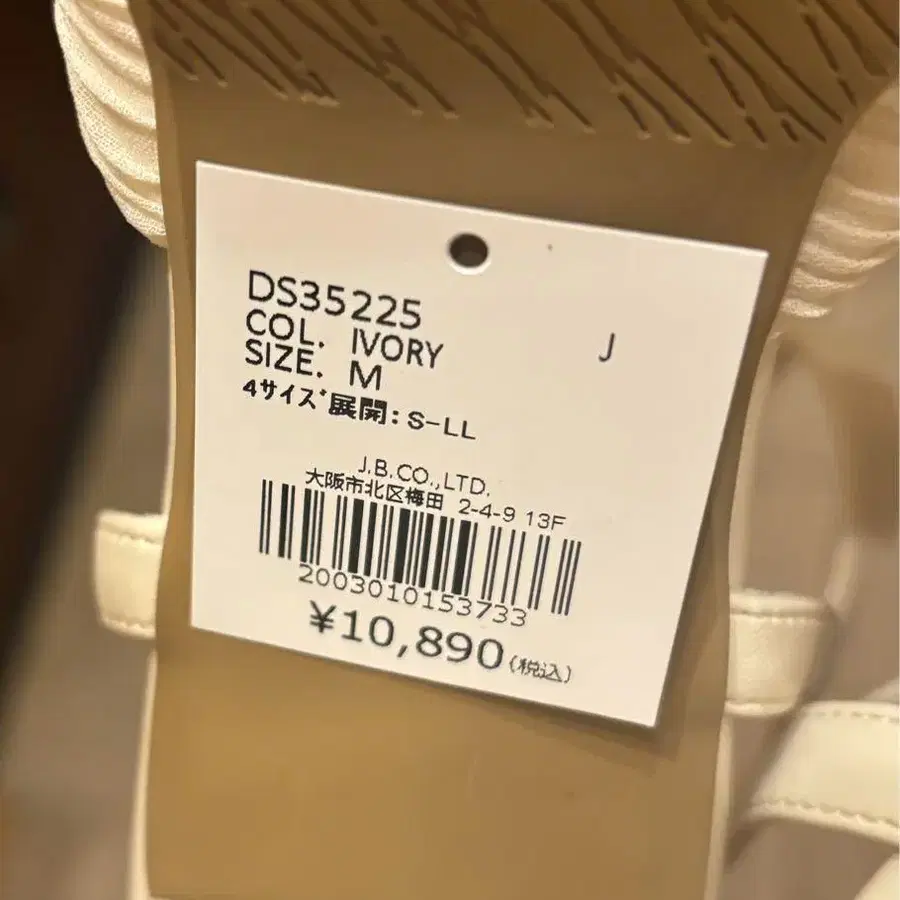 DS35225
J
COL. IVORY
SIZE. M
4サイズ展開: S-LL
J.B.CO.,LTD.
大阪市北区梅田 2-4-9 13F
2003010153733
¥10,890(税込)